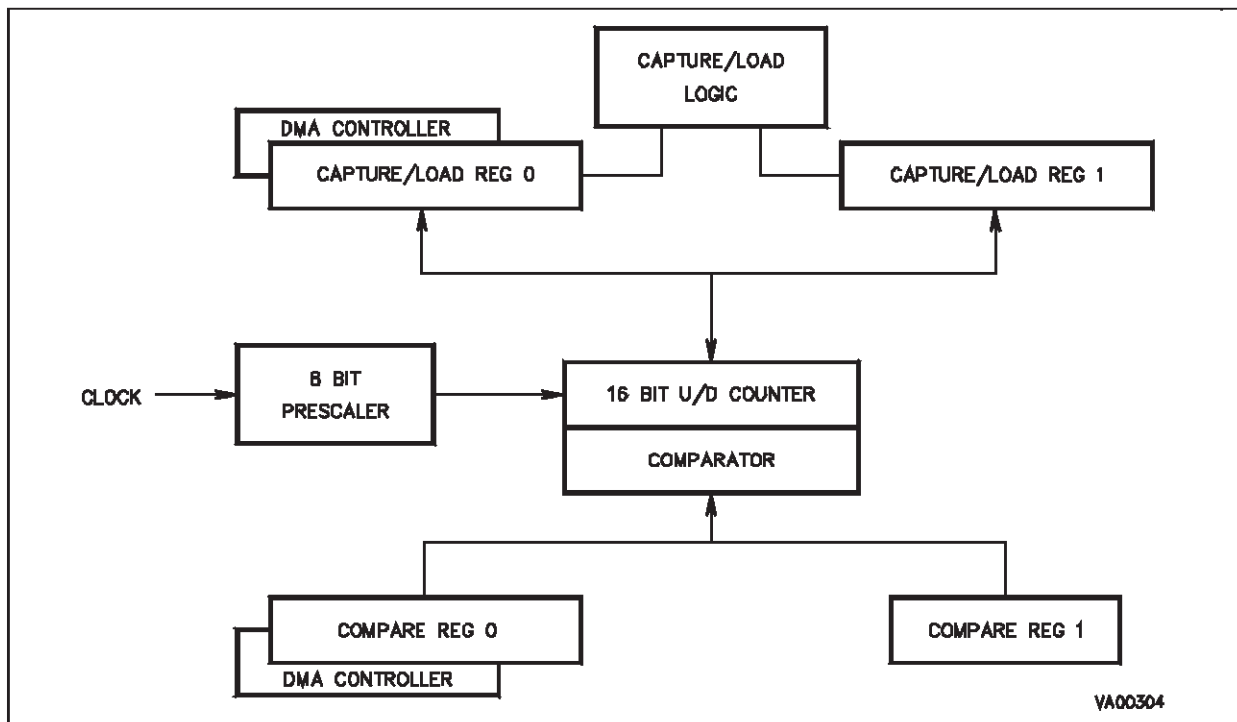 CAPTURE/LOAD
LOGIC
DMA CONTROLLER
CAPTURE/LOAD REG 0
CAPTURE/LOAD REG 1
CLOCK
8 BIT
PRESCALER
16 BIT U/D COUNTER
COMPARATOR
COMPARE REG 0
COMPARE REG 1
DMA CONTROLLER
VA00304